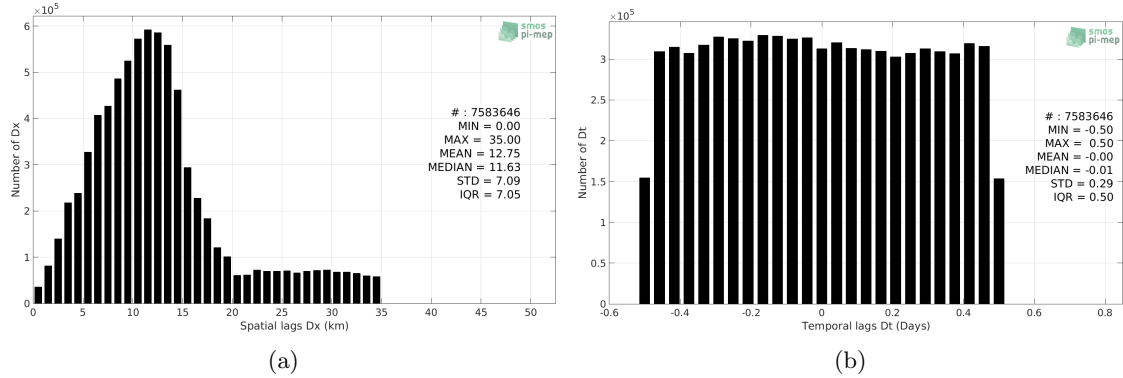 ×10⁵
smos
pi-mep
6
5
4
3
2
1
0
Number of Dx
# : 7583646
MIN = 0.00
MAX = 35.00
MEAN = 12.75
MEDIAN = 11.63
STD = 7.09
IQR = 7.05
0 5 10 15 20 25 30 35 40 45 50
Spatial lags Dx (km)
(a)
×10⁵
smos
pi-mep
3
2.5
2
1.5
1
0.5
0
Number of Dt
# : 7583646
MIN = -0.50
MAX = 0.50
MEAN = -0.00
MEDIAN = -0.01
STD = 0.29
IQR = 0.50
-0.6 -0.4 -0.2 0 0.2 0.4 0.6 0.8
Temporal lags Dt (Days)
(b)